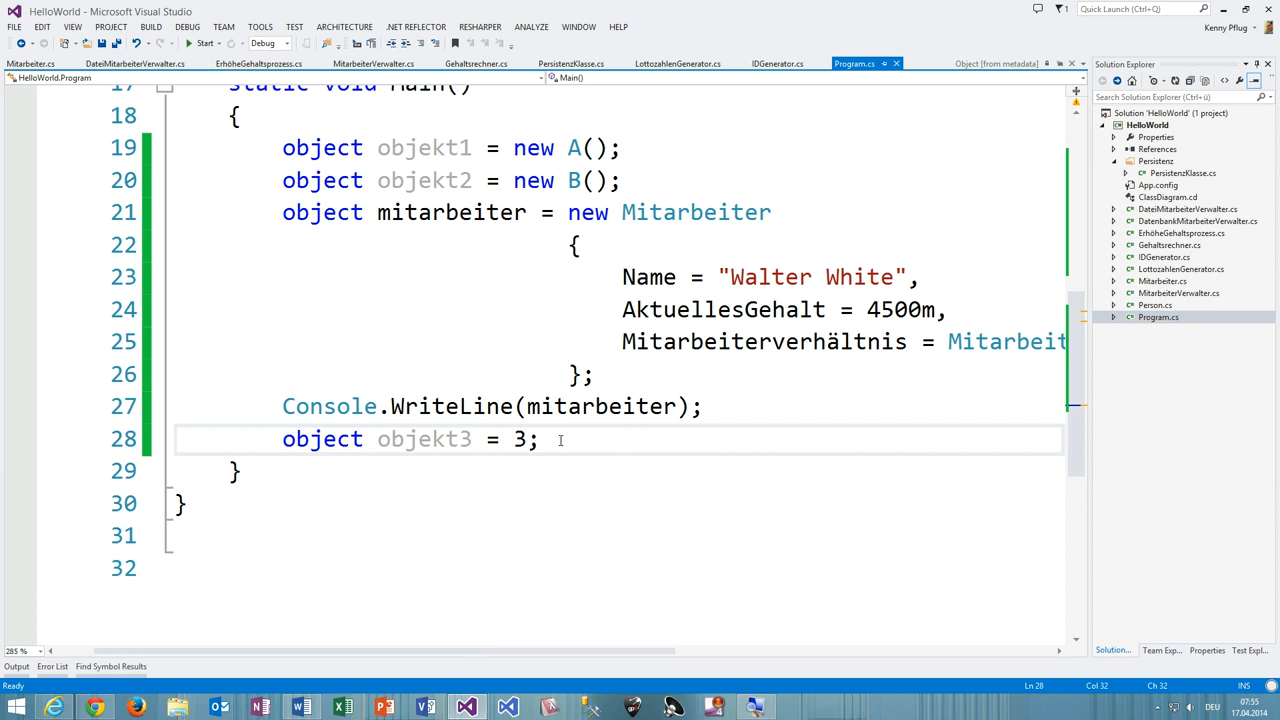 HelloWorld - Microsoft Visual Studio
1
Quick Launch (Ctrl+Q)
FILE EDIT VIEW PROJECT BUILD DEBUG TEAM TOOLS TEST ARCHITECTURE .NET REFLECTOR RESHARPER ANALYZE WINDOW HELP
Kenny Pflug
Start Debug
Mitarbeiter.cs DateiMitarbeiterVerwalter.cs ErhöheGehaltsprozess.cs MitarbeiterVerwalter.cs Gehaltsrechner.cs PersistenzKlasse.cs LottozahlenGenerator.cs IDGenerator.cs Program.cs Object [from metadata]
HelloWorld.Program Main()
17 static void Main()
18 {
19 object objekt1 = new A();
20 object objekt2 = new B();
21 object mitarbeiter = new Mitarbeiter
22 {
23 Name = "Walter White",
24 AktuellesGehalt = 4500m,
25 Mitarbeiterverhältnis = Mitarbeit
26 };
27 Console.WriteLine(mitarbeiter);
28 object objekt3 = 3;
29 }
30 }
31
32
285 %
Solution Explorer
Search Solution Explorer (Ctrl+ü)
Solution 'HelloWorld' (1 project)
HelloWorld
Properties
References
Persistenz
PersistenzKlasse.cs
App.config
ClassDiagram.cd
DateiMitarbeiterVerwalter.cs
DatenbankMitarbeiterVerwalter.cs
ErhöheGehaltsprozess.cs
Gehaltsrechner.cs
IDGenerator.cs
LottozahlenGenerator.cs
Mitarbeiter.cs
MitarbeiterVerwalter.cs
Person.cs
Program.cs
Solution... Team Exp... Properties Test Expl...
Output Error List Find Symbol Results
Ready Ln 28 Col 32 Ch 32 INS
DEU
07:55
17.04.2014